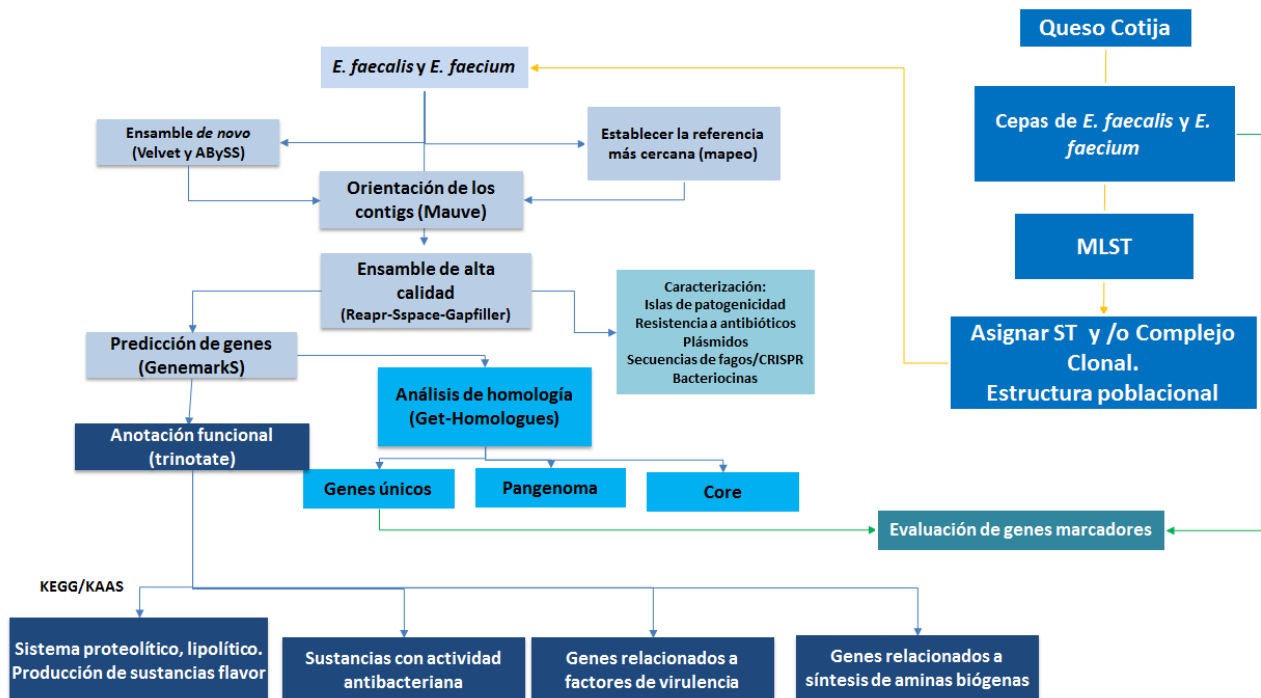 Queso Cotija
E. faecalis y E. faecium
Cepas de E. faecalis y E.
faecium
Ensamble de novo
(Velvet y ABySS)
Establecer la referencia
más cercana (mapeo)
Orientación de los
contigs (Mauve)
MLST
Ensamble de alta
calidad
(Reapr-Sspace-Gapfiller)
Caracterización:
Islas de patogenicidad
Resistencia a antibióticos
Plásmidos
Secuencias de fagos/CRISPR
Bacteriocinas
Asignar ST y /o Complejo
Clonal.
Estructura poblacional
Predicción de genes
(GenemarkS)
Análisis de homología
(Get-Homologues)
Anotación funcional
(trinotate)
Genes únicos
Pangenoma
Core
Evaluación de genes marcadores
KEGG/KAAS
Sistema proteolítico, lipolítico.
Producción de sustancias flavor
Sustancias con actividad
antibacteriana
Genes relacionados a
factores de virulencia
Genes relacionados a
síntesis de aminas biógenas